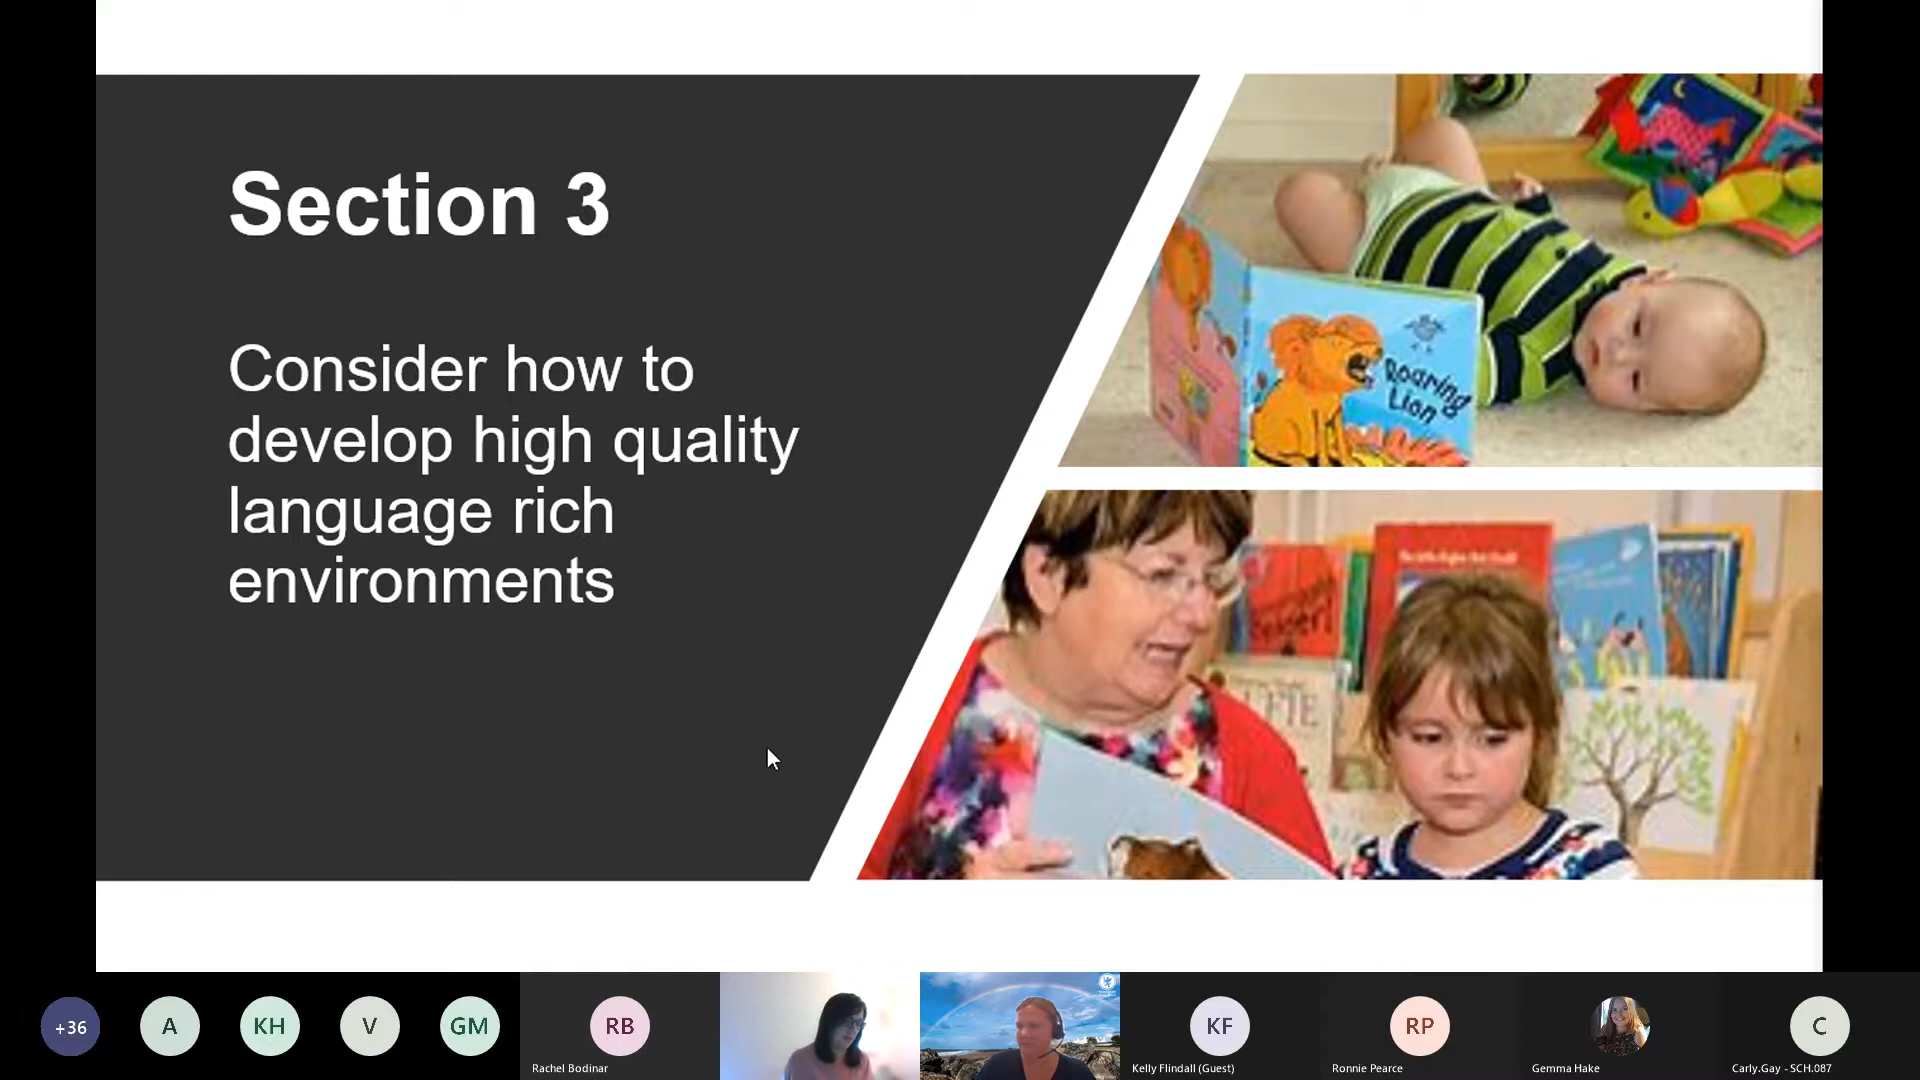 Section 3
Consider how to
develop high quality
language rich
environments
Roaring
Lion
+36
A
KH
V
GM
RB
KF
RP
C
Rachel Bodinar
Kelly Flindall (Guest)
Ronnie Pearce
Gemma Hake
Carly.Gay - SCH.087